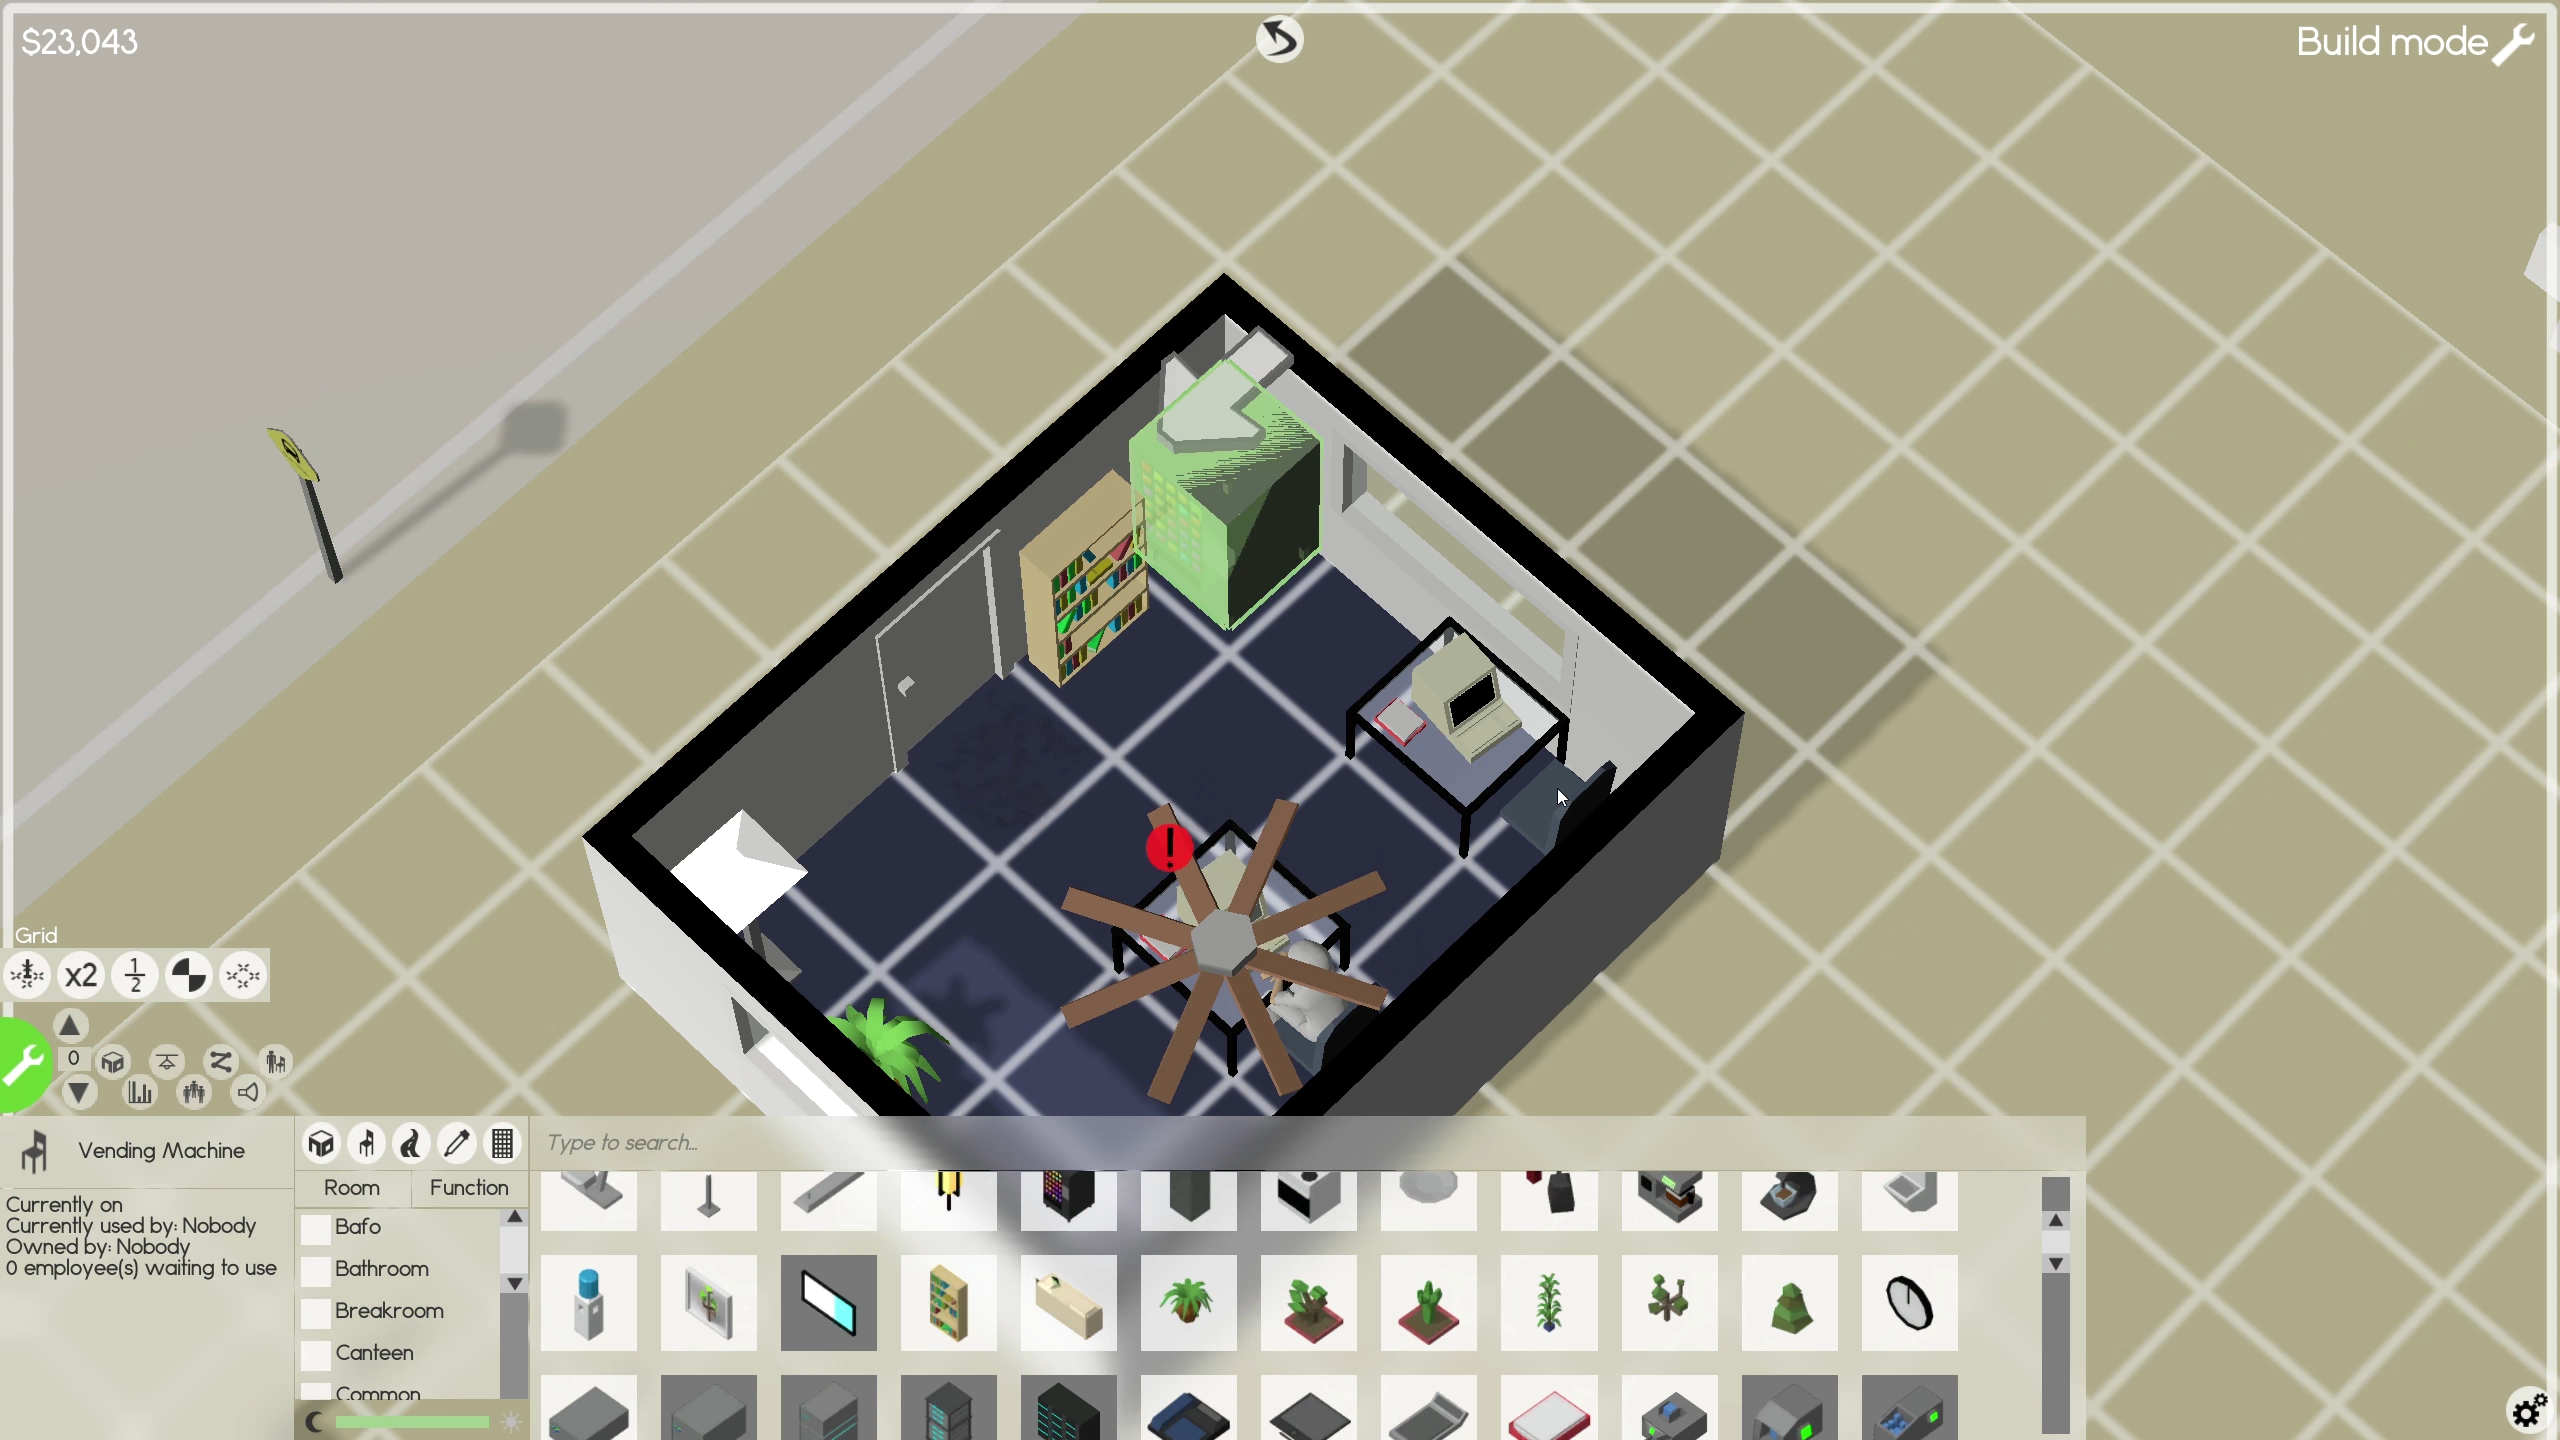 $23,043
Build mode
Grid
x2
1
2
0
Vending Machine
Currently on
Currently used by: Nobody
Owned by: Nobody
0 employee(s) waiting to use
Room
Function
Bafo
Bathroom
Breakroom
Canteen
Common
Type to search...
!